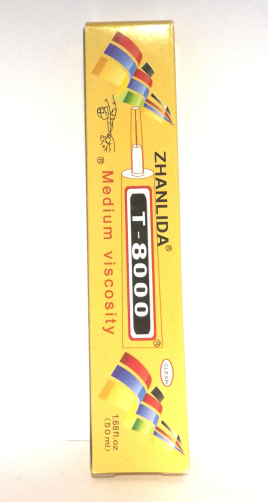 ZHANLIDA®
T-8000®
® Medium viscosity
CLEAR
1.68fl.oz
(50ml)